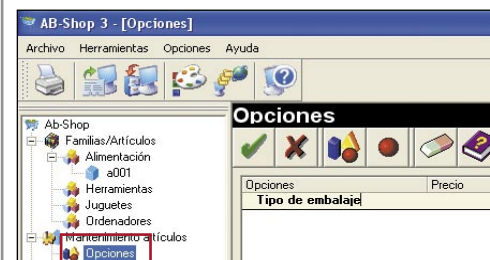 AB-Shop 3 - [Opciones]
Archivo Herramientas Opciones Ayuda
Ab-Shop
Familias/Artículos
Alimentación
a001
Herramientas
Juguetes
Ordenadores
Mantenimiento artículos
Opciones
Opciones
Opciones Precio
Tipo de embalaje